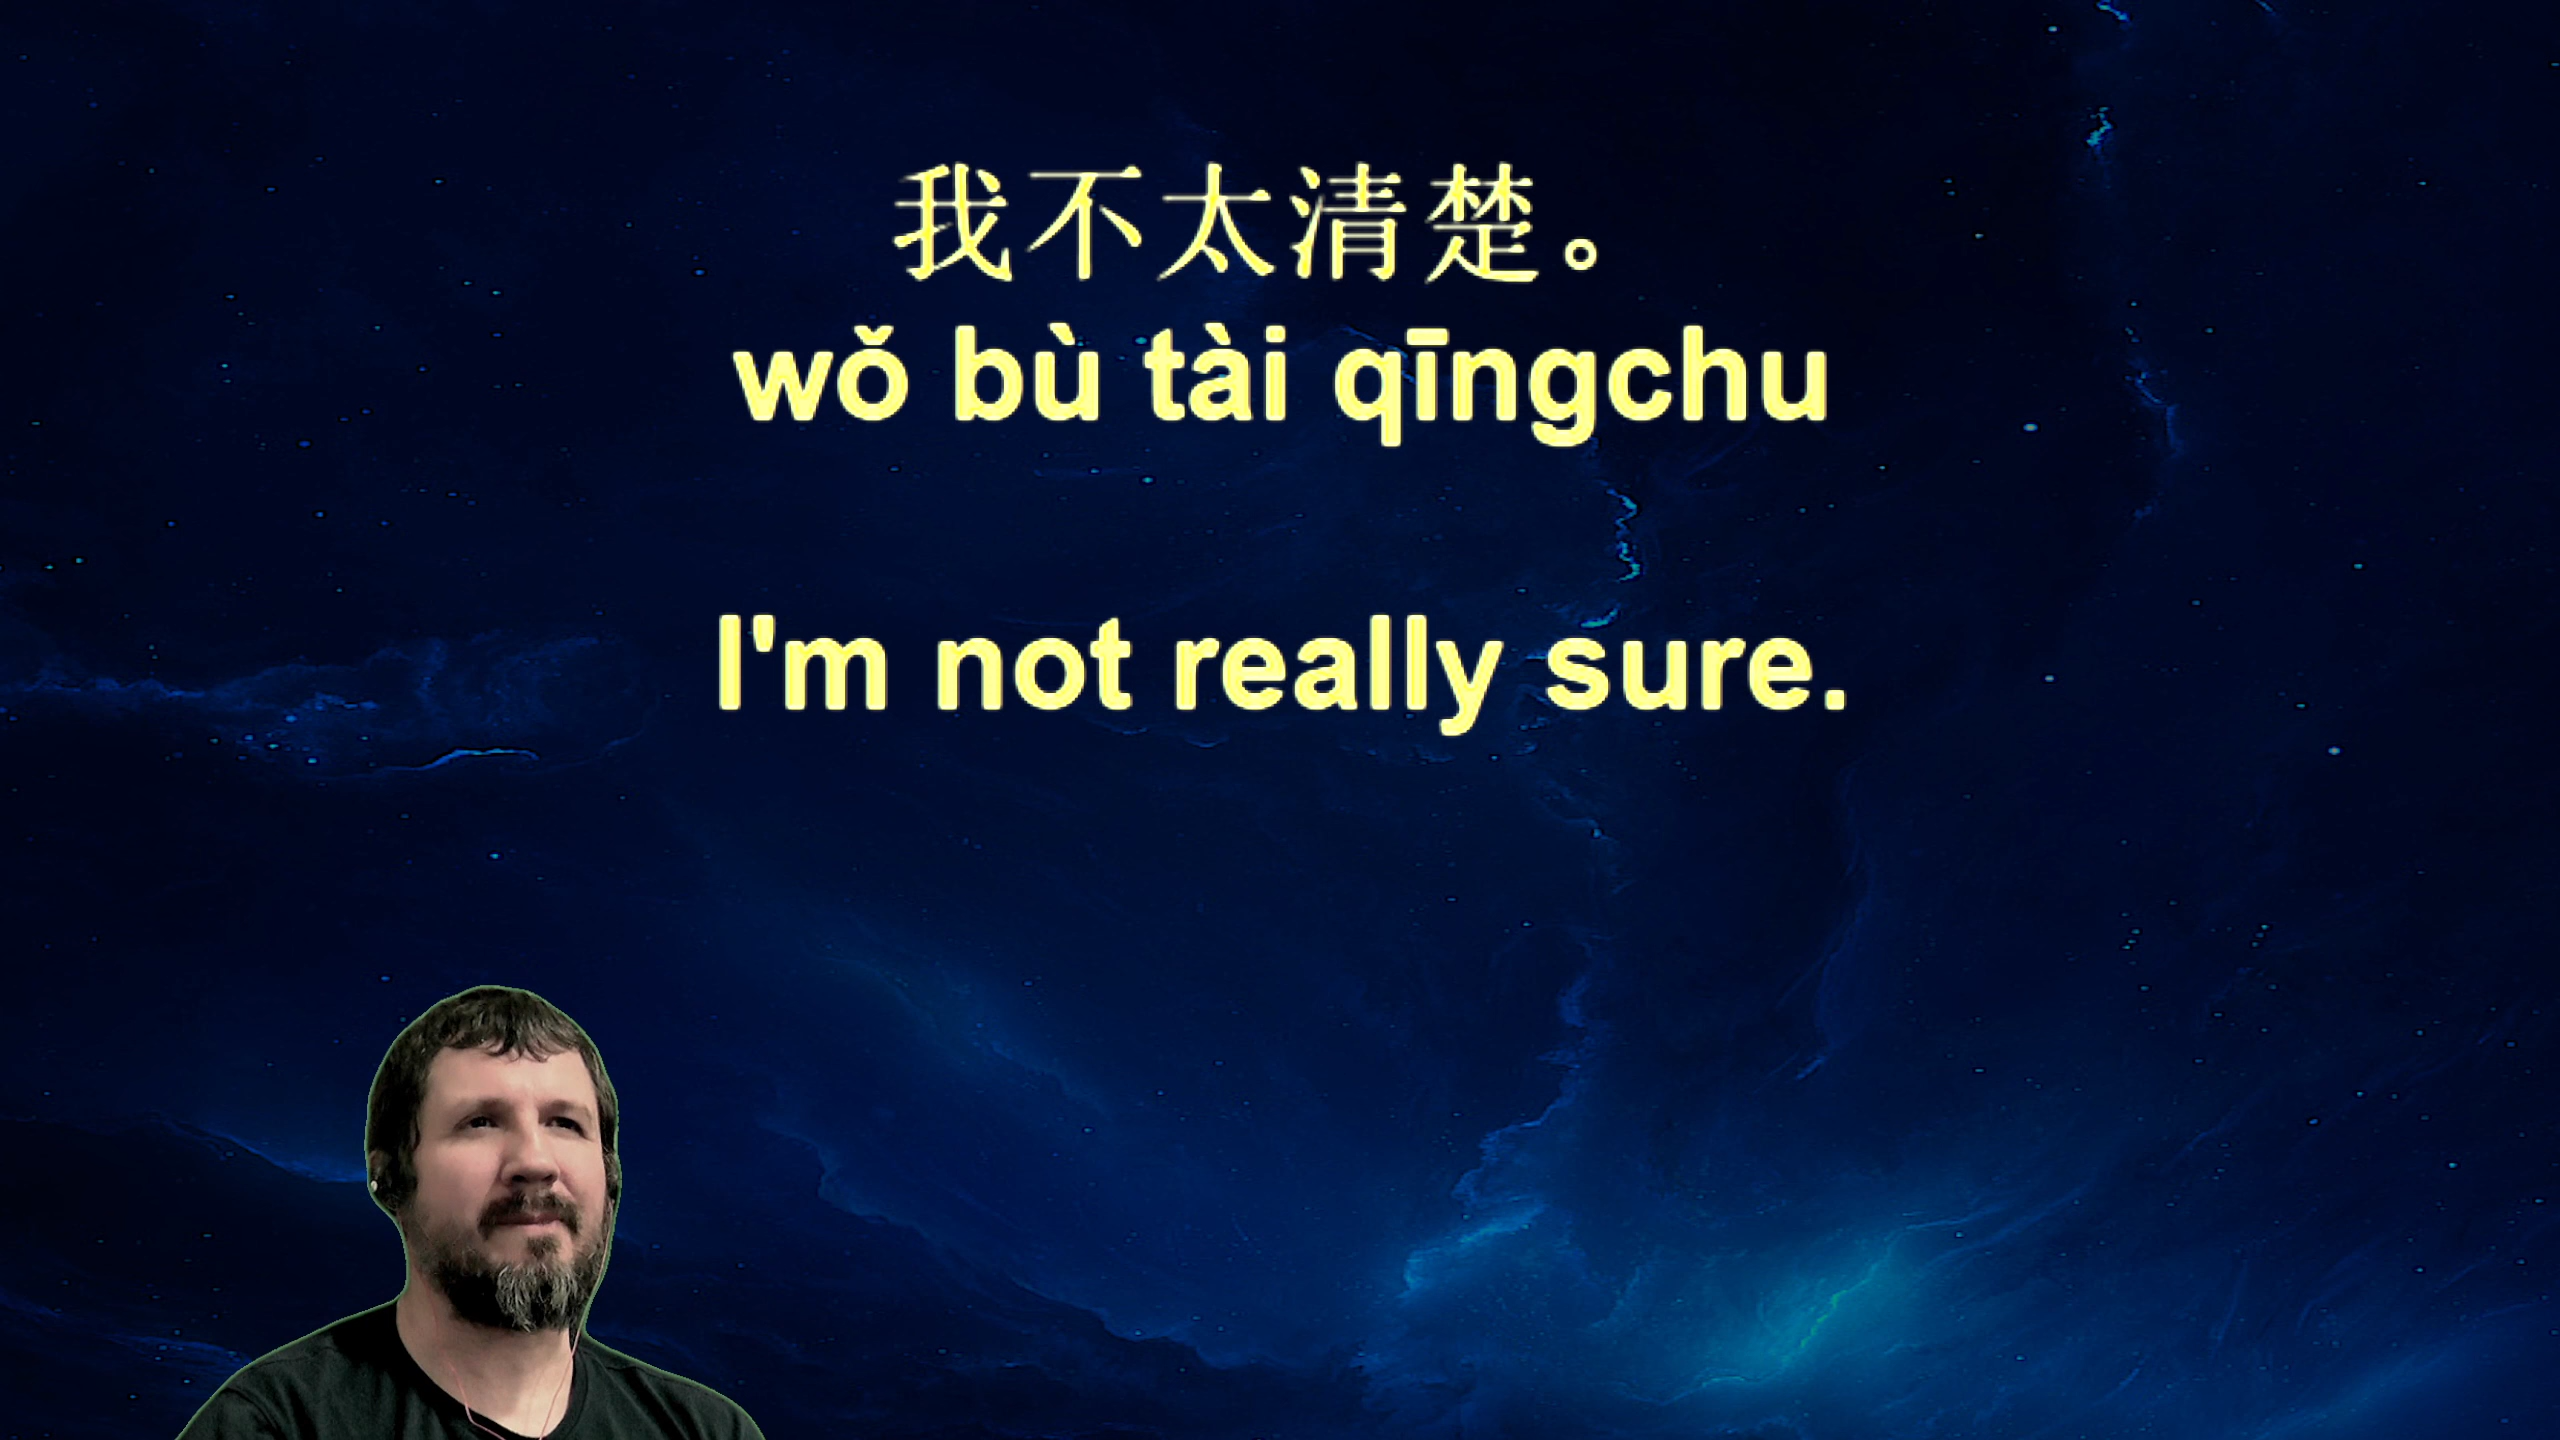 我不太清楚。
wǒ bù tài qīngchu
I'm not really sure.